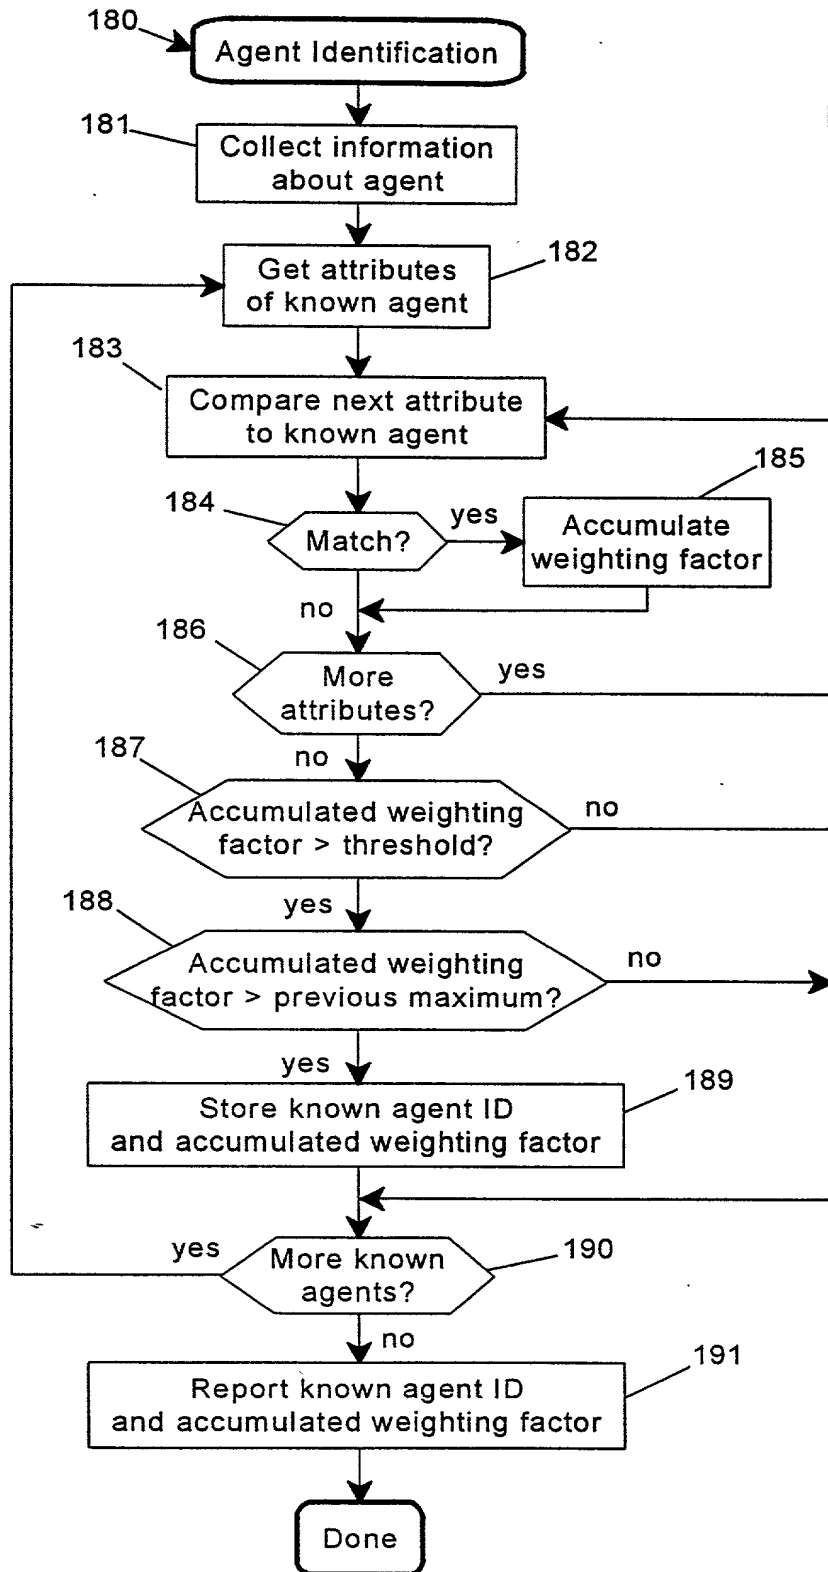 180
Agent Identification
181
Collect information
about agent
182
Get attributes
of known agent
183
Compare next attribute
to known agent
185
184
Match?
yes
Accumulate
weighting factor
no
186
More
attributes?
yes
187
no
Accumulated weighting
factor > threshold?
no
188
yes
Accumulated weighting
factor > previous maximum?
no
yes
189
Store known agent ID
and accumulated weighting factor
yes
More known
agents?
190
no
191
Report known agent ID
and accumulated weighting factor
Done